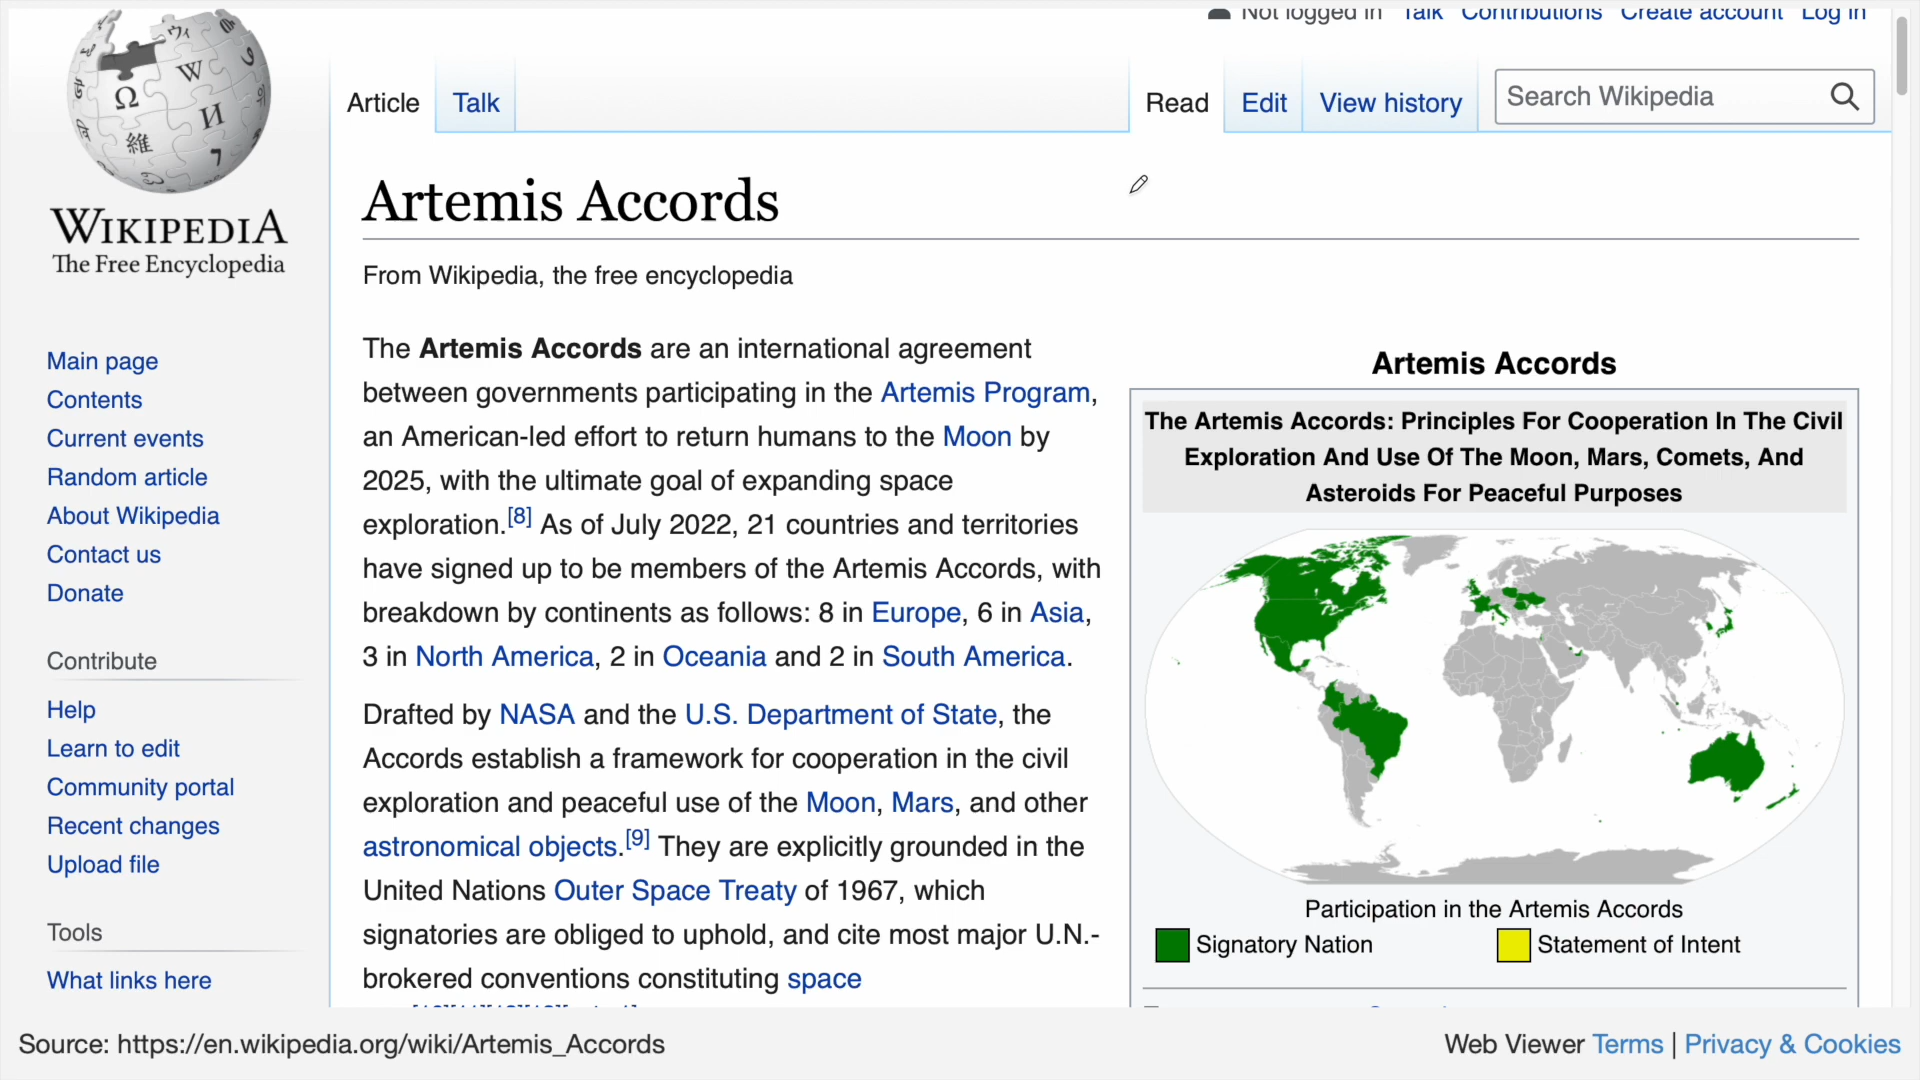 Not logged in Talk Contributions Create account Log in
Article Talk
Read Edit View history Search Wikipedia
WIKIPEDIA
The Free Encyclopedia
Main page
Contents
Current events
Random article
About Wikipedia
Contact us
Donate
Contribute
Help
Learn to edit
Community portal
Recent changes
Upload file
Tools
What links here
Artemis Accords
From Wikipedia, the free encyclopedia
The Artemis Accords are an international agreement
between governments participating in the Artemis Program,
an American-led effort to return humans to the Moon by
2025, with the ultimate goal of expanding space
exploration.[8] As of July 2022, 21 countries and territories
have signed up to be members of the Artemis Accords, with
breakdown by continents as follows: 8 in Europe, 6 in Asia,
3 in North America, 2 in Oceania and 2 in South America.
Drafted by NASA and the U.S. Department of State, the
Accords establish a framework for cooperation in the civil
exploration and peaceful use of the Moon, Mars, and other
astronomical objects.[9] They are explicitly grounded in the
United Nations Outer Space Treaty of 1967, which
signatories are obliged to uphold, and cite most major U.N.-
brokered conventions constituting space
Artemis Accords
The Artemis Accords: Principles For Cooperation In The Civil
Exploration And Use Of The Moon, Mars, Comets, And
Asteroids For Peaceful Purposes
Participation in the Artemis Accords
Signatory Nation Statement of Intent
Source: https://en.wikipedia.org/wiki/Artemis_Accords
Web Viewer Terms | Privacy & Cookies